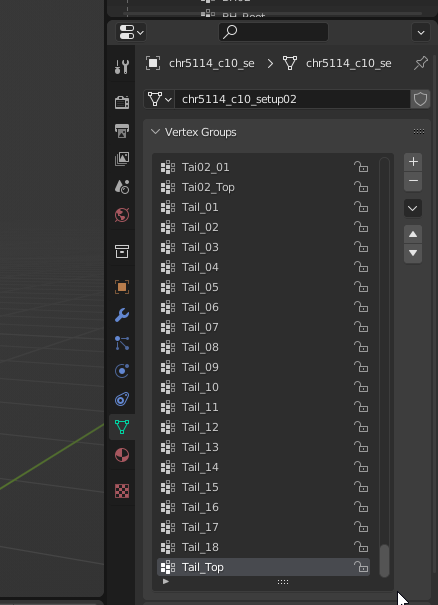 BH_Root
chr5114_c10_se > chr5114_c10_se
chr5114_c10_setup02
Vertex Groups
Tai02_01
Tai02_Top
Tail_01
Tail_02
Tail_03
Tail_04
Tail_05
Tail_06
Tail_07
Tail_08
Tail_09
Tail_10
Tail_11
Tail_12
Tail_13
Tail_14
Tail_15
Tail_16
Tail_17
Tail_18
Tail_Top